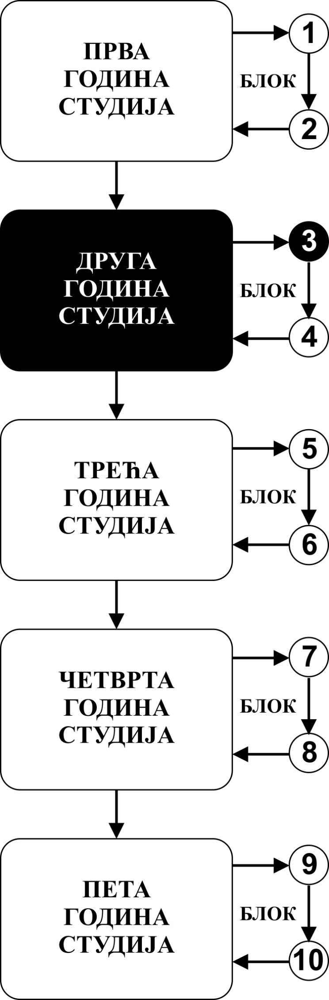 ПРВА
ГОДИНА
СТУДИЈА
1
БЛОК
2
ДРУГА
ГОДИНА
СТУДИЈА
3
БЛОК
4
ТРЕЋА
ГОДИНА
СТУДИЈА
5
БЛОК
6
ЧЕТВРТА
ГОДИНА
СТУДИЈА
7
БЛОК
8
ПЕТА
ГОДИНА
СТУДИЈА
9
БЛОК
10